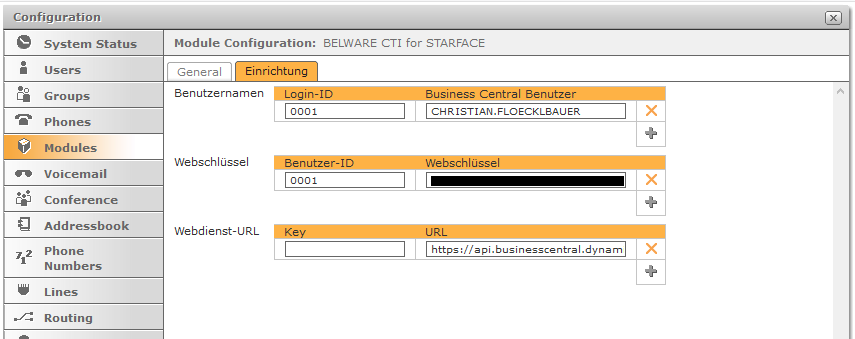 Configuration
System Status
Users
Groups
Phones
Modules
Voicemail
Conference
Addressbook
Phone
Numbers
Lines
Routing
Module Configuration: BELWARE CTI for STARFACE
General Einrichtung
Benutzernamen Login-ID Business Central Benutzer
0001 CHRISTIAN.FLOECKLBAUER
Webschlüssel Benutzer-ID Webschlüssel
0001
Webdienst-URL Key URL
https://api.businesscentral.dynam